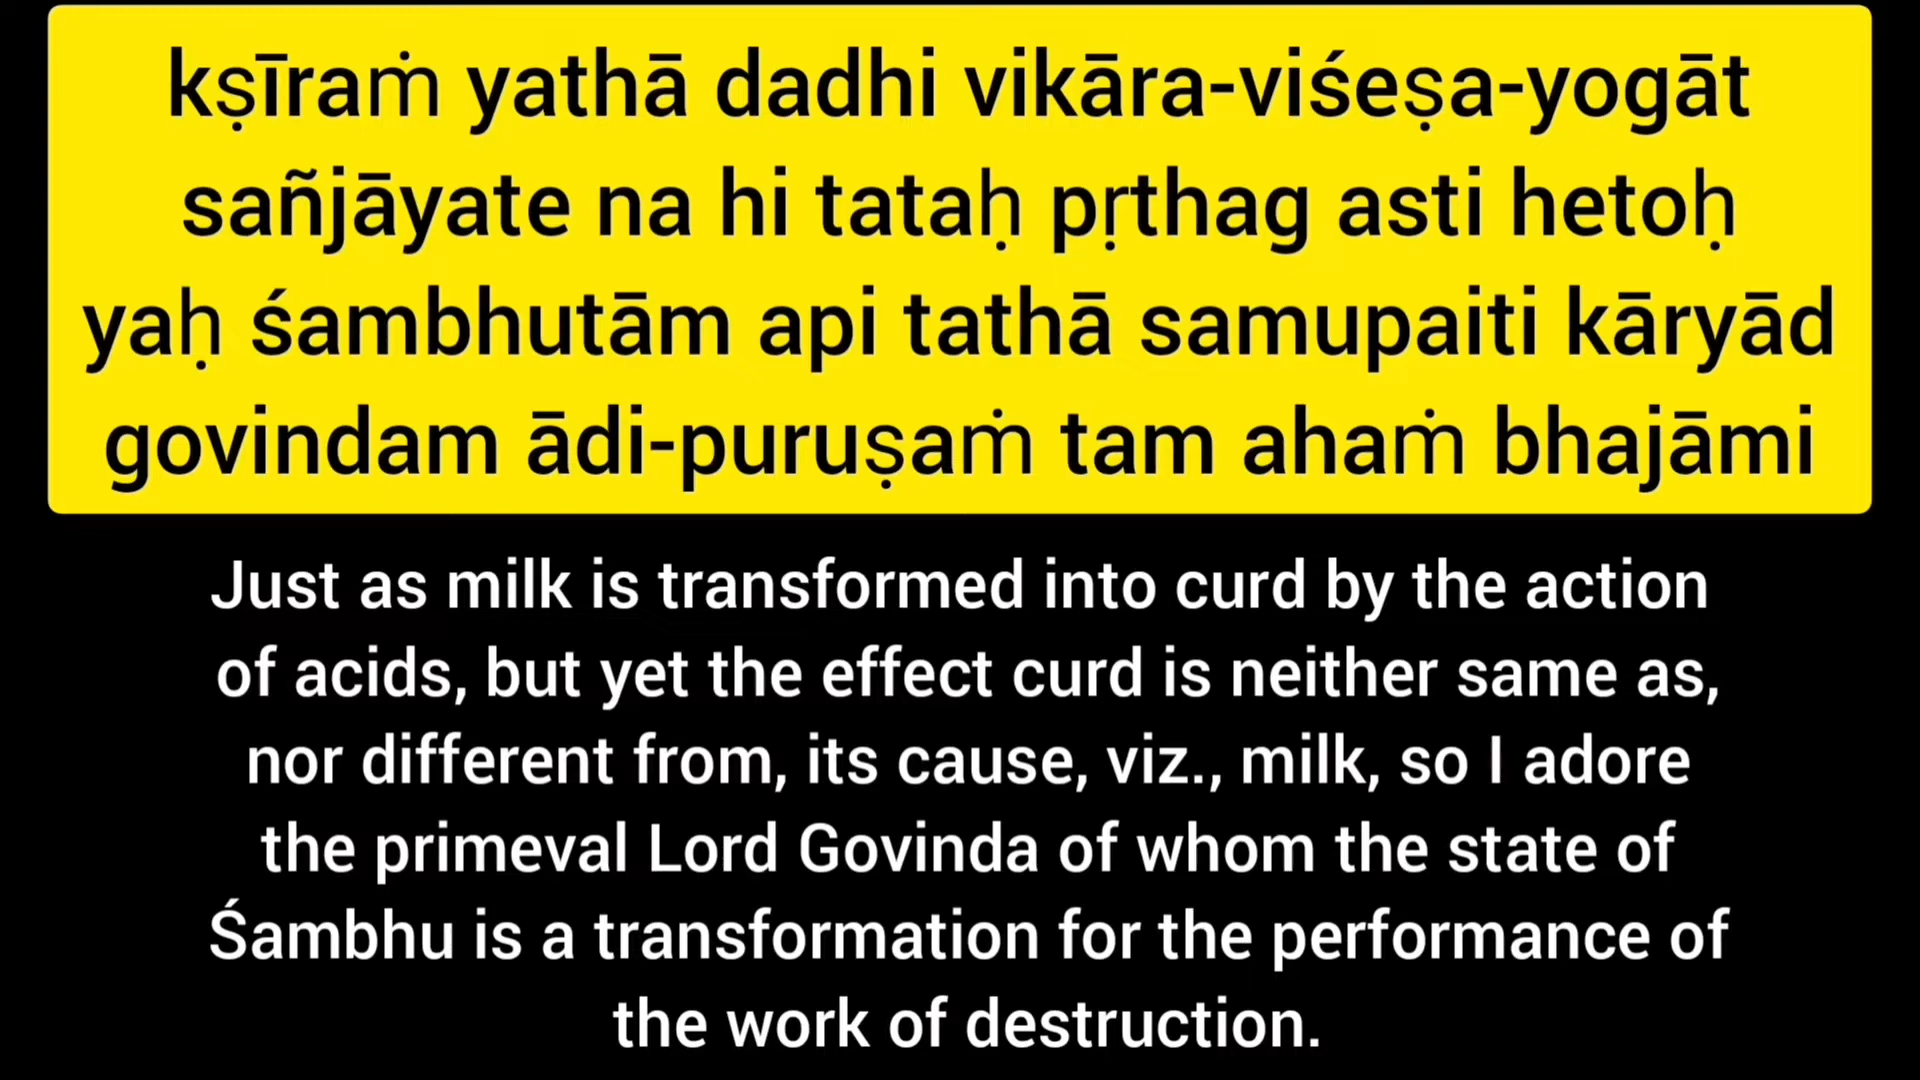 kṣīraṁ yathā dadhi vikāra-viśeṣa-yogāt
sañjāyate na hi tataḥ pṛthag asti hetoḥ
yaḥ śambhutām api tathā samupaiti kāryād
govindam ādi-puruṣaṁ tam ahaṁ bhajāmi
Just as milk is transformed into curd by the action
of acids, but yet the effect curd is neither same as,
nor different from, its cause, viz., milk, so I adore
the primeval Lord Govinda of whom the state of
Śambhu is a transformation for the performance of
the work of destruction.